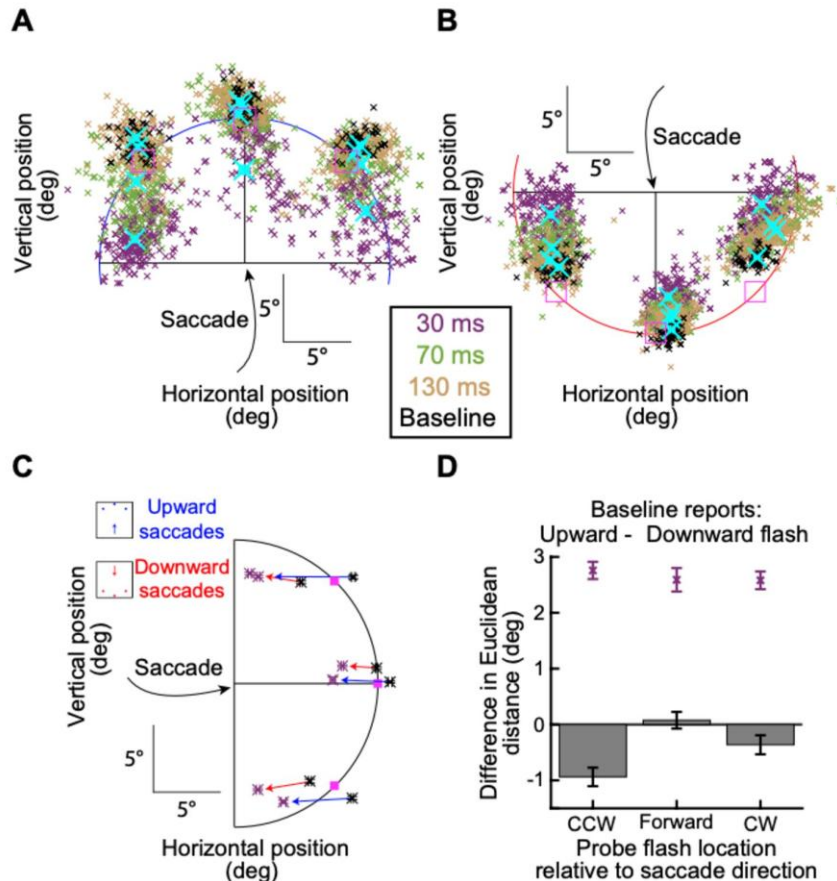 A
Vertical position
(deg)
Saccade
5°
5°
Horizontal position
(deg)
B
Vertical position
(deg)
5°
5°
Saccade
Horizontal position
(deg)
30 ms
70 ms
130 ms
Baseline
C
Upward
saccades
Downward
saccades
Vertical position
(deg)
Saccade
5°
5°
Horizontal position
(deg)
D
Baseline reports:
Upward - Downward flash
Difference in Euclidean
distance (deg)
3
2
1
0
-1
CCW Forward CW
Probe flash location
relative to saccade direction